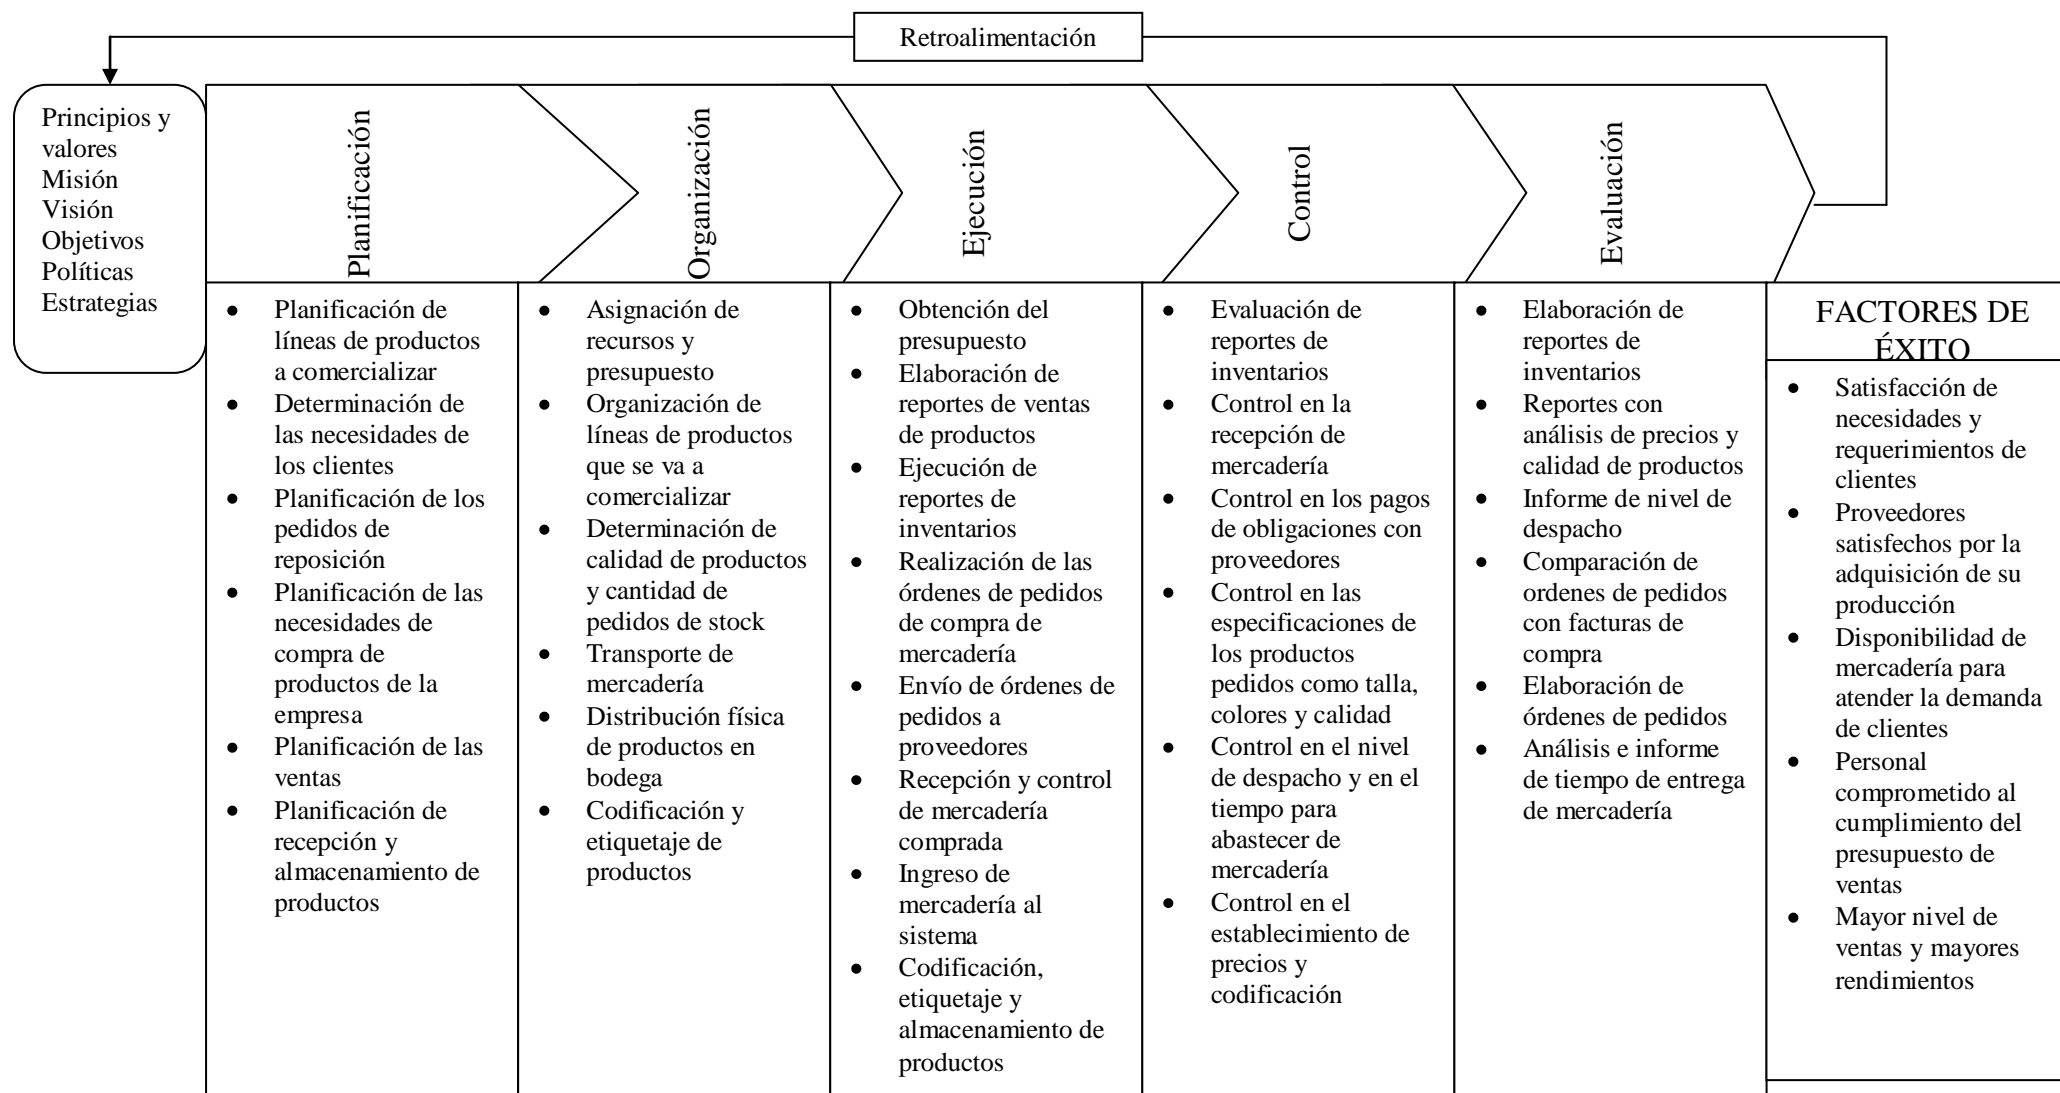 Retroalimentación
Principios y
valores
Misión
Visión
Objetivos
Políticas
Estrategias
Planificación
Organización
Ejecución
Control
Evaluación
• Planificación de
líneas de productos
a comercializar
• Determinación de
las necesidades de
los clientes
• Planificación de los
pedidos de
reposición
• Planificación de las
necesidades de
compra de
productos de la
empresa
• Planificación de las
ventas
• Planificación de
recepción y
almacenamiento de
productos
• Asignación de
recursos y
presupuesto
• Organización de
líneas de productos
que se va a
comercializar
• Determinación de
calidad de productos
y cantidad de
pedidos de stock
• Transporte de
mercadería
• Distribución física
de productos en
bodega
• Codificación y
etiquetaje de
productos
• Obtención del
presupuesto
• Elaboración de
reportes de ventas
de productos
• Ejecución de
reportes de
inventarios
• Realización de las
órdenes de pedidos
de compra de
mercadería
• Envío de órdenes de
pedidos a
proveedores
• Recepción y control
de mercadería
comprada
• Ingreso de
mercadería al
sistema
• Codificación,
etiquetaje y
almacenamiento de
productos
• Evaluación de
reportes de
inventarios
• Control en la
recepción de
mercadería
• Control en los pagos
de obligaciones con
proveedores
• Control en las
especificaciones de
los productos
pedidos como talla,
colores y calidad
• Control en el nivel
de despacho y en el
tiempo para
abastecer de
mercadería
• Control en el
establecimiento de
precios y
codificación
• Elaboración de
reportes de
inventarios
• Reportes con
análisis de precios y
calidad de productos
• Informe de nivel de
despacho
• Comparación de
ordenes de pedidos
con facturas de
compra
• Elaboración de
órdenes de pedidos
• Análisis e informe
de tiempo de entrega
de mercadería
FACTORES DE
ÉXITO
• Satisfacción de
necesidades y
requerimientos de
clientes
• Proveedores
satisfechos por la
adquisición de su
producción
• Disponibilidad de
mercadería para
atender la demanda
de clientes
• Personal
comprometido al
cumplimiento del
presupuesto de
ventas
• Mayor nivel de
ventas y mayores
rendimientos